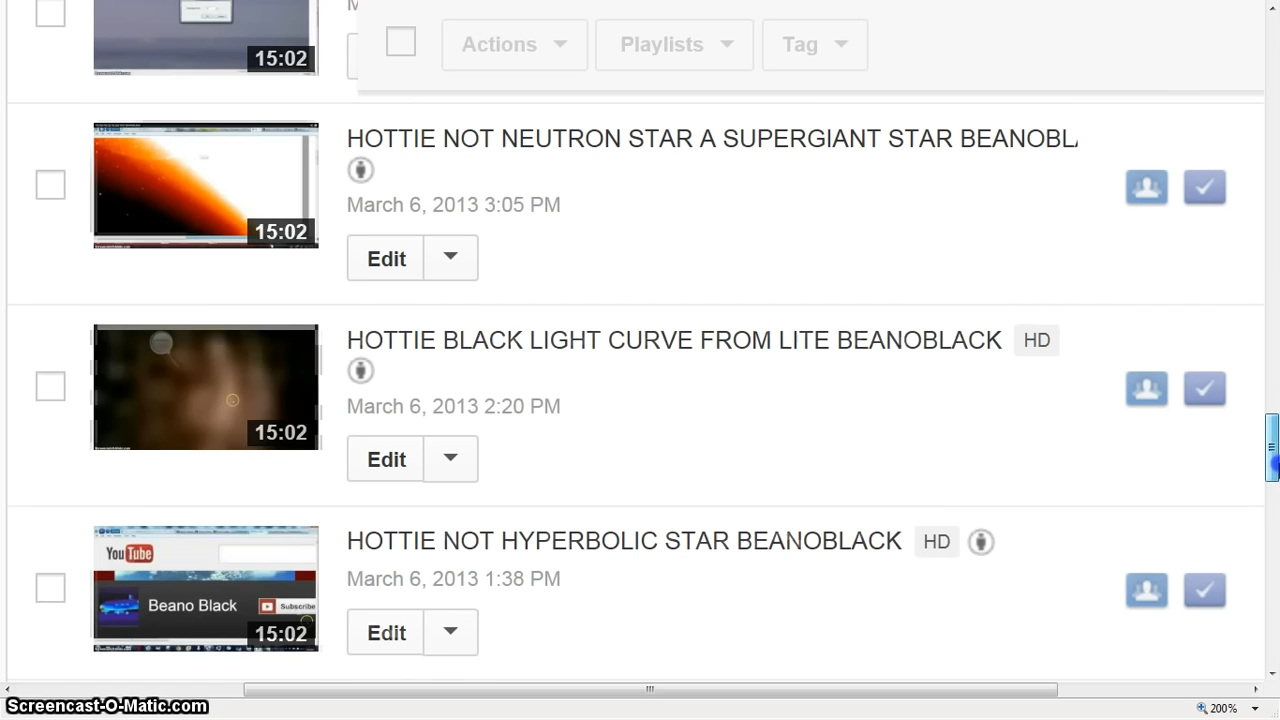 Actions Playlists Tag
15:02
HOTTIE NOT NEUTRON STAR A SUPERGIANT STAR BEANOBL
March 6, 2013 3:05 PM
15:02
Edit
HOTTIE BLACK LIGHT CURVE FROM LITE BEANOBLACK HD
March 6, 2013 2:20 PM
15:02
Edit
HOTTIE NOT HYPERBOLIC STAR BEANOBLACK HD
YouTube
March 6, 2013 1:38 PM
Beano Black Subscribe
15:02
Edit
Screencast-O-Matic.com
200%